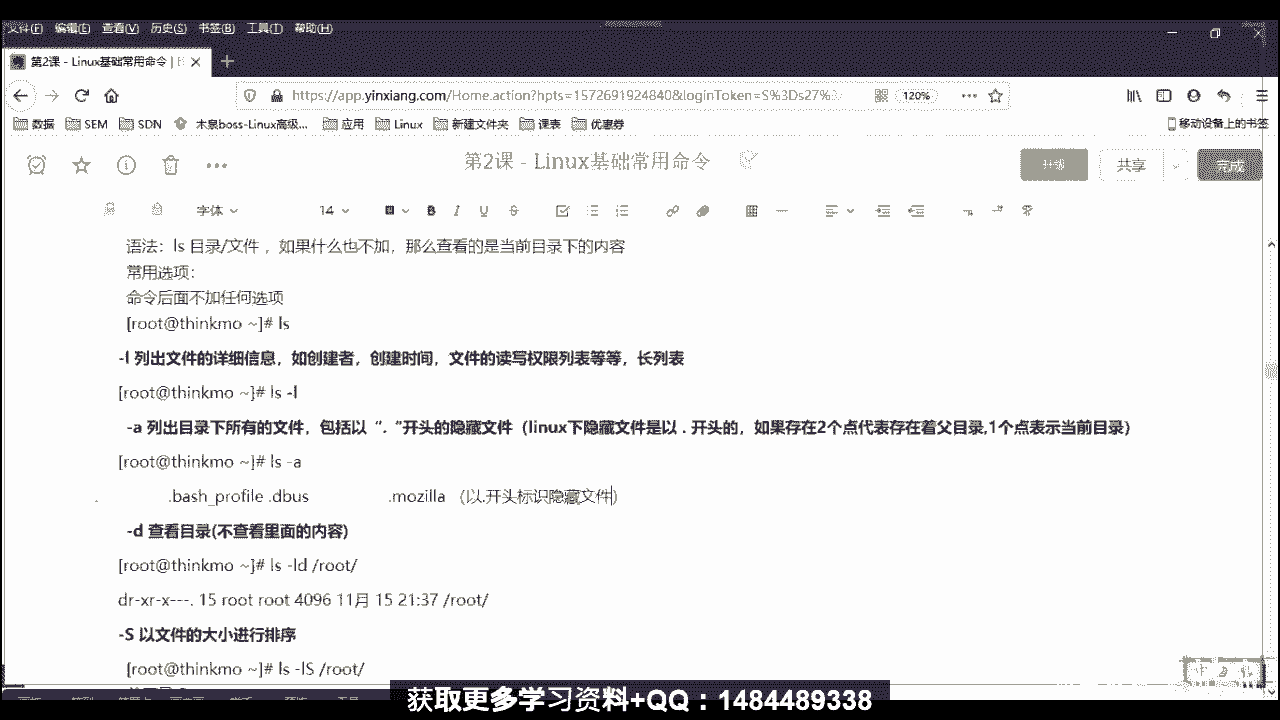 文件(F) 编辑(E) 查看(V) 历史(S) 书签(B) 工具(T) 帮助(H)
第2课 - Linux基础常用命令 |
https://app.yinxiang.com/Home.action?hpts=1572691924840&loginToken=S%3Ds27% 120%
数据 SEM SDN 木泉boss-Linux高级... 应用 Linux 新建文件夹 课表 优惠券 移动设备上的书签
第2课 - Linux基础常用命令 升级 共享 完成
字体 14 B I U S
语法：ls 目录/文件 ，如果什么也不加，那么查看的是当前目录下的内容
常用选项：
命令后面不加任何选项
[root@thinkmo ~]# ls
-l 列出文件的详细信息，如创建者，创建时间，文件的读写权限列表等等，长列表
[root@thinkmo ~]# ls -l
-a 列出目录下所有的文件，包括以 “. ”开头的隐藏文件（linux下隐藏文件是以 . 开头的，如果存在2个点代表存在着父目录,1个点表示当前目录）
[root@thinkmo ~]# ls -a
. .bash_profile .dbus .mozilla （以.开头标识隐藏文件）
-d 查看目录(不查看里面的内容)
[root@thinkmo ~]# ls -ld /root/
dr-xr-x---. 15 root root 4096 11月 15 21:37 /root/
-S 以文件的大小进行排序
[root@thinkmo ~]# ls -lS /root/
获取更多学习资料+QQ：1484489338